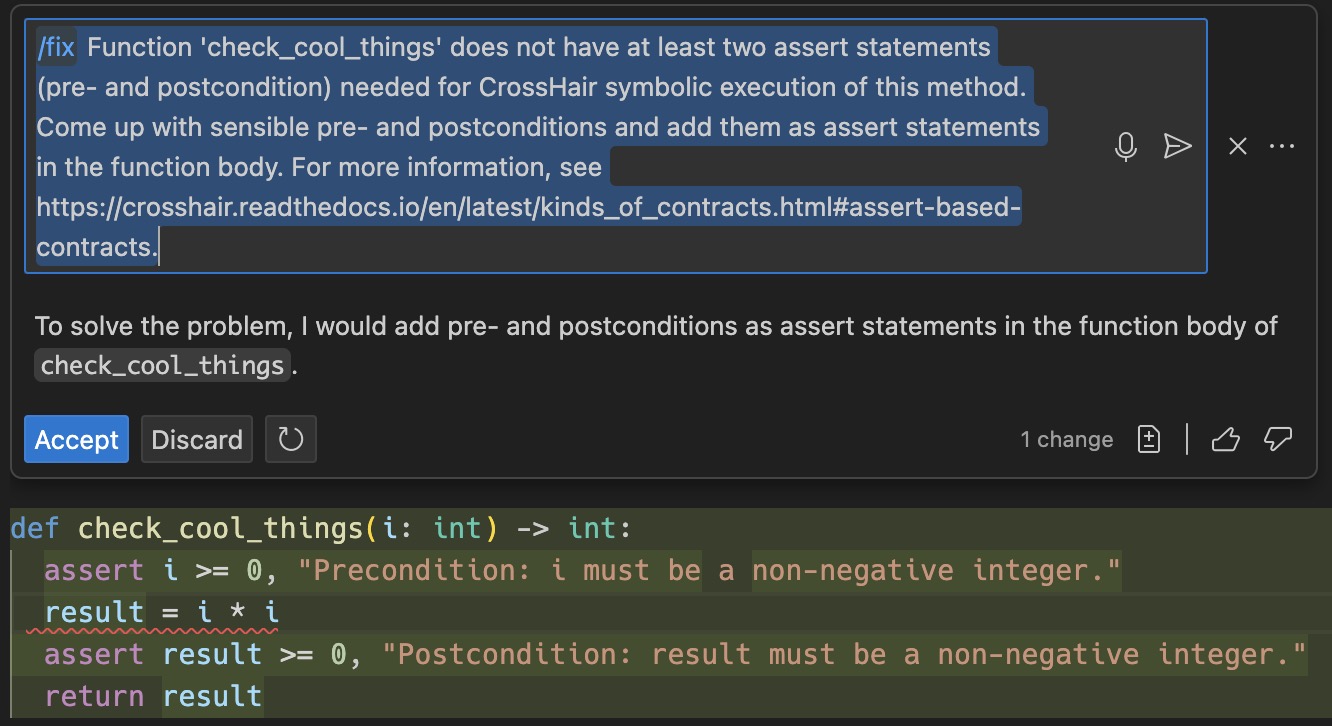 /fix Function 'check_cool_things' does not have at least two assert statements
(pre- and postcondition) needed for CrossHair symbolic execution of this method.
Come up with sensible pre- and postconditions and add them as assert statements
in the function body. For more information, see
https://crosshair.readthedocs.io/en/latest/kinds_of_contracts.html#assert-based-
contracts.
To solve the problem, I would add pre- and postconditions as assert statements in the function body of
check_cool_things.
Accept Discard 1 change
def check_cool_things(i: int) -> int:
  assert i >= 0, "Precondition: i must be a non-negative integer."
  result = i * i
  assert result >= 0, "Postcondition: result must be a non-negative integer."
  return result